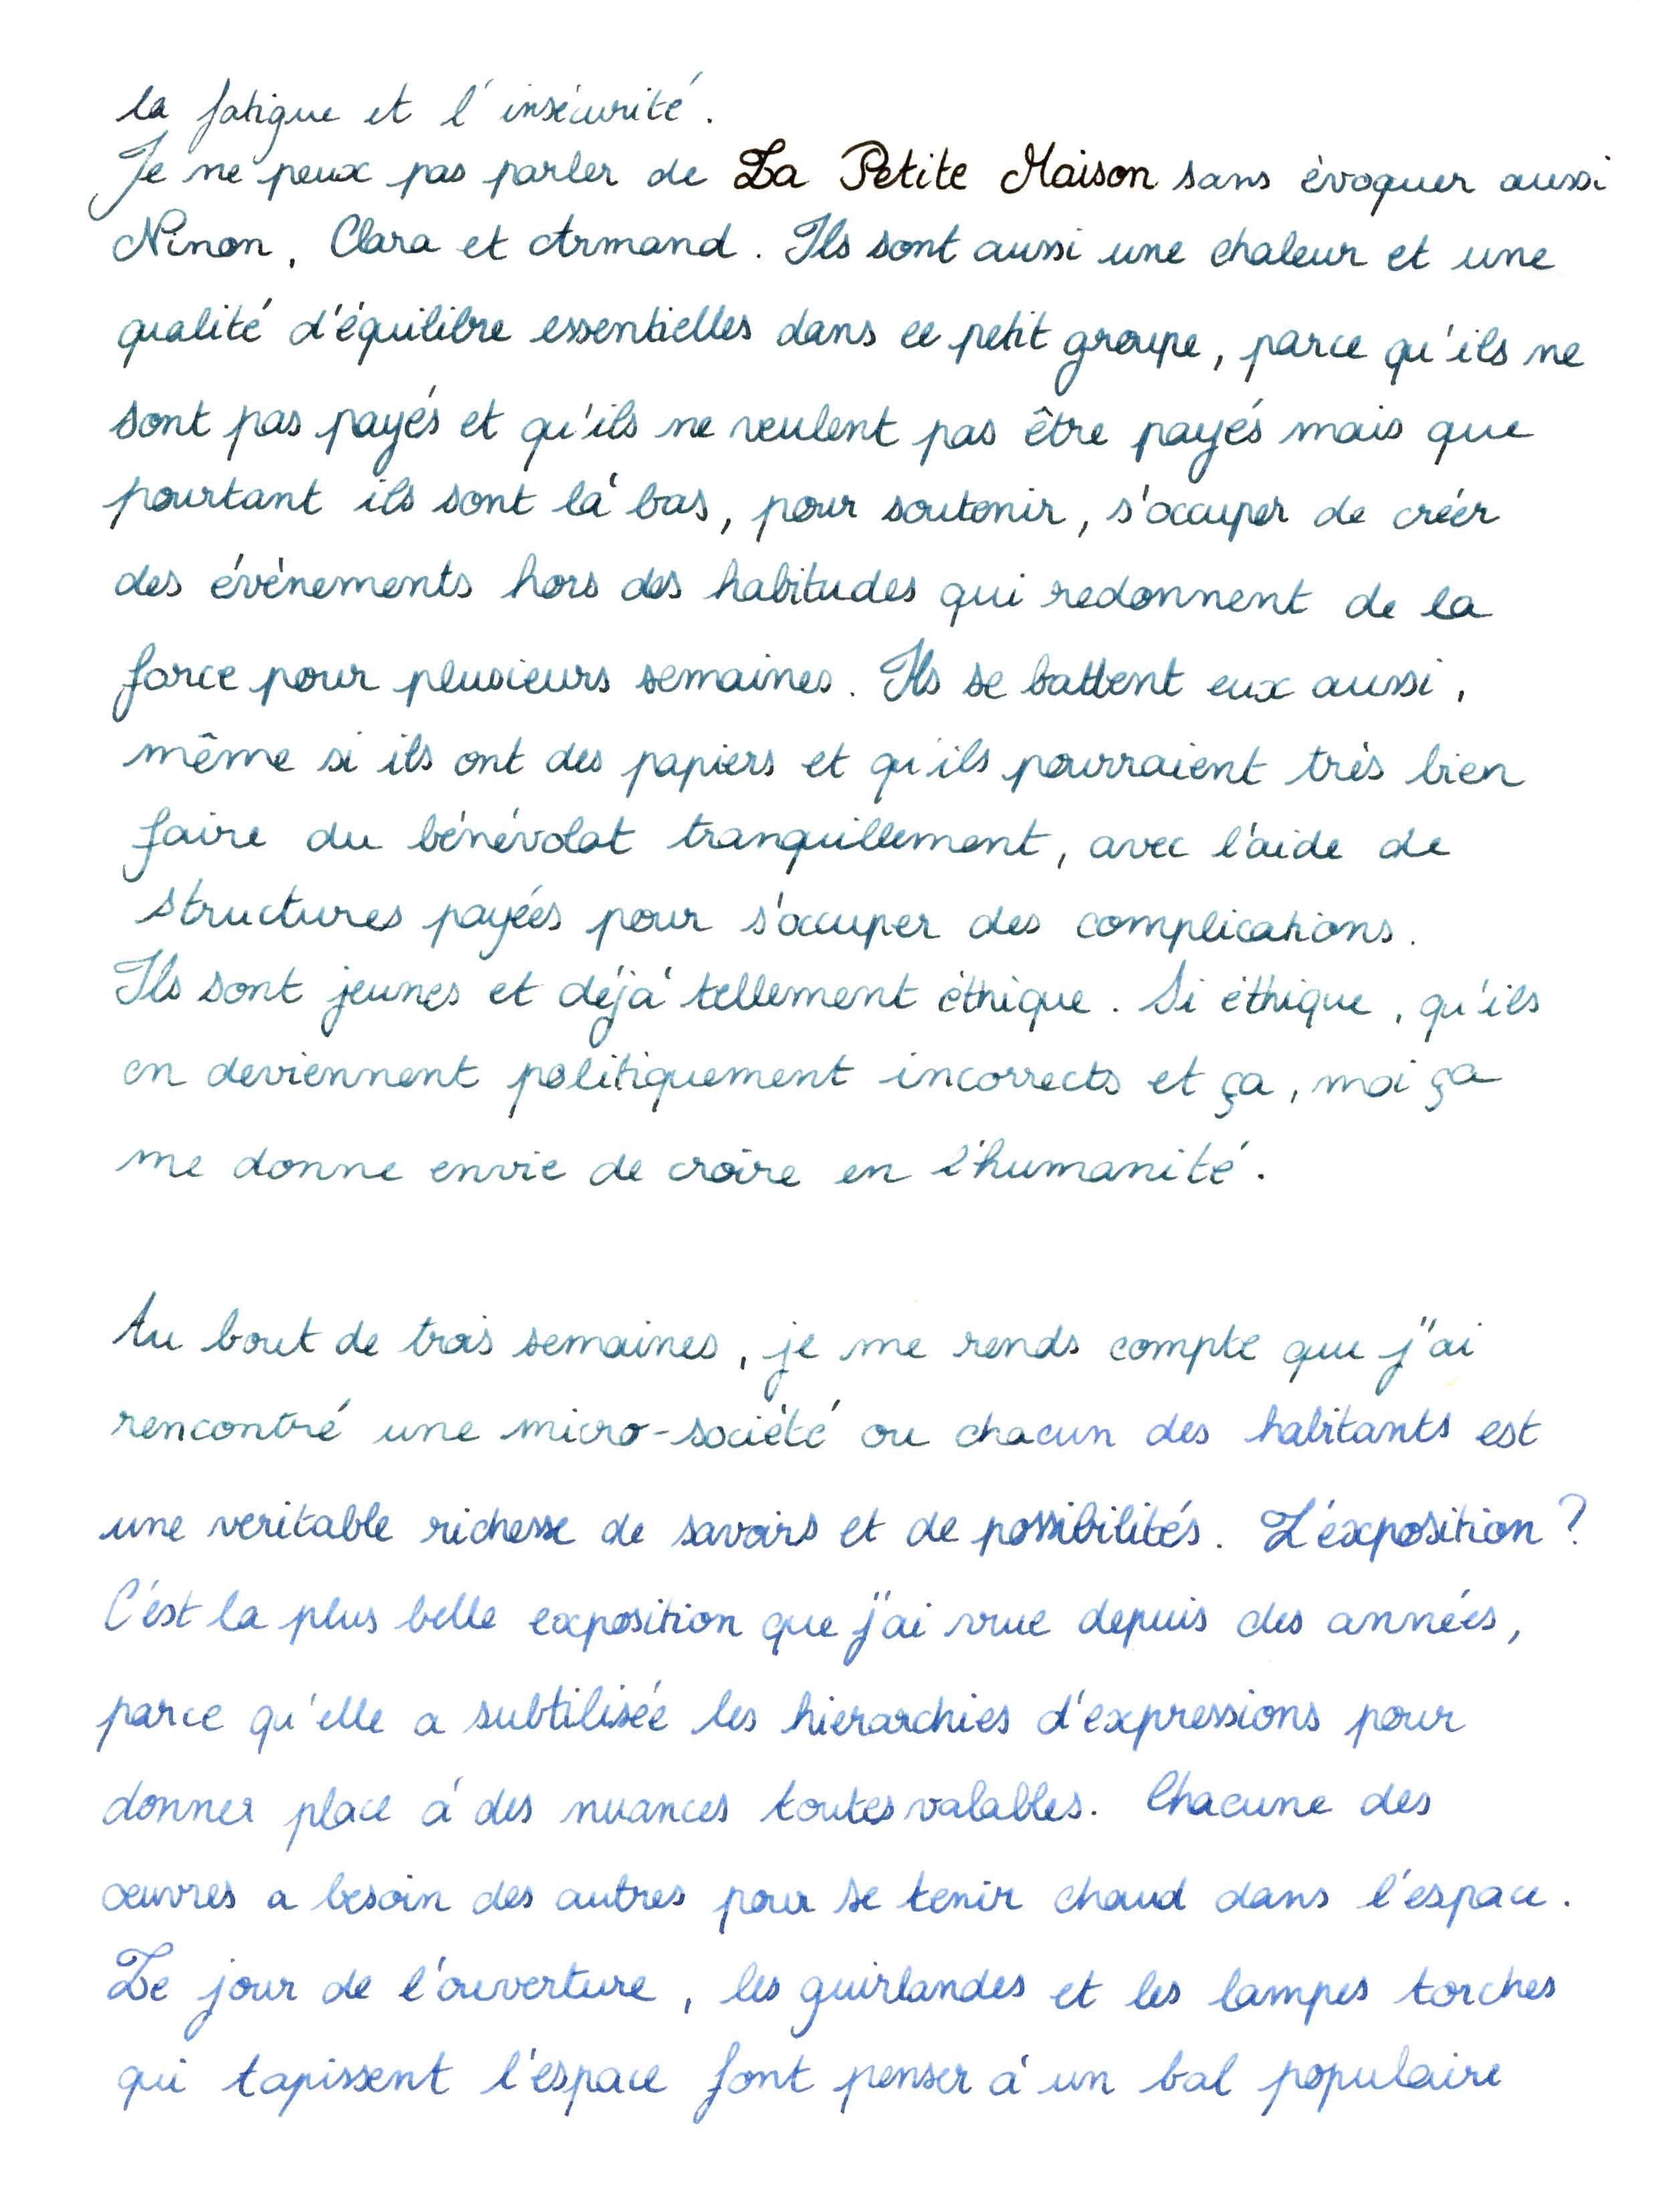 la fatigue et l'insécurité.
Je ne peux pas parler de La Petite Maison sans évoquer aussi
Ninon, Clara et Armand. Ils sont aussi une chaleur et une
qualité d'équilibre essentielles dans ce petit groupe, parce qu'ils ne
sont pas payés et qu'ils ne veulent pas être payés mais que
pourtant ils sont là bas, pour soutenir, s'occuper de créer
des évènements hors des habitudes qui redonnent de la
force pour plusieurs semaines. Ils se battent eux aussi,
même si ils ont des papiers et qu'ils pourraient très bien
faire du bénévolat tranquillement, avec l'aide de
structures payées pour s'occuper des complications.
Ils sont jeunes et déjà tellement éthique. Si éthique, qu'ils
en deviennent politiquement incorrects et ça, moi ça
me donne envie de croire en l'humanité.
Au bout de trois semaines, je me rends compte que j'ai
rencontré une micro-société ou chacun des habitants est
une veritable richesse de savoirs et de possibilités. L'exposition ?
C'est la plus belle exposition que j'ai vue depuis des années,
parce qu'elle a subtilisée les hierarchies d'expressions pour
donner place à des nuances toutes valables. Chacune des
œuvres a besoin des autres pour se tenir chaud dans l'espace.
Le jour de l'ouverture, les guirlandes et les lampes torches
qui tapissent l'espace font penser à un bal populaire